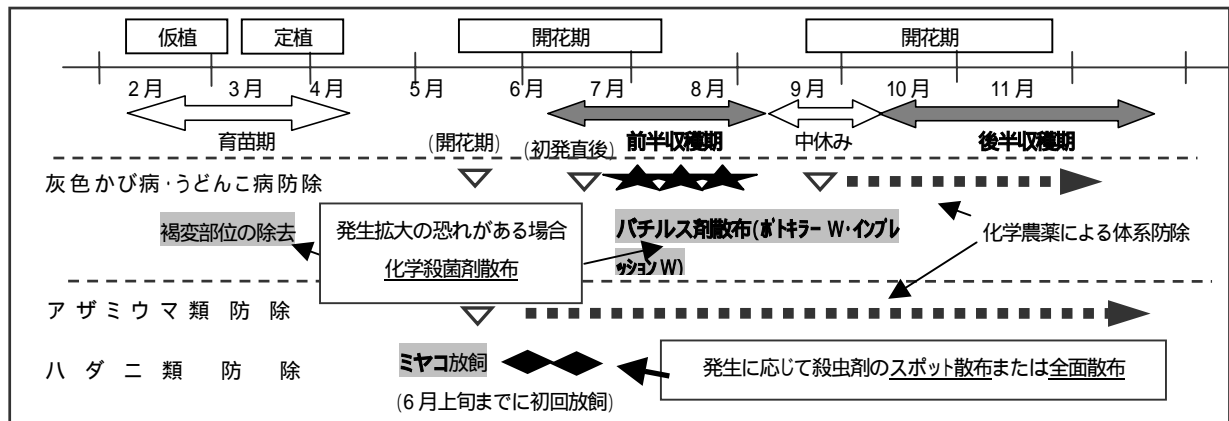 仮植 定植 開花期 開花期
2月 3月 4月 5月 6月 7月 8月 9月 10月 11月
育苗期 (開花期) (初発直後) 前半収穫期 中休み 後半収穫期
灰色かび病・うどんこ病防除
褐変部位の除去
発生拡大の恐れがある場合
化学殺菌剤散布
バチルス剤散布(ボトキラーW・インプレ
ッションW)
化学農薬による体系防除
アザミウマ類防除
ハダニ類防除
ミヤコ放飼
(6月上旬までに初回放飼)
発生に応じて殺虫剤のスポット散布または全面散布